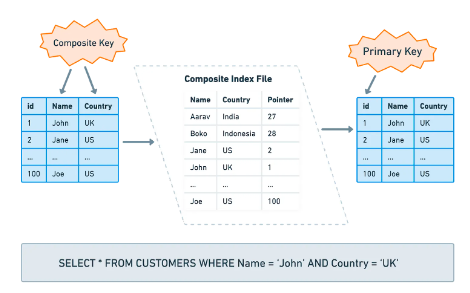 Composite Key
Primary Key
Composite Index File
id Name Country
1 John UK
2 Jane US
... ... ...
100 Joe US
Name Country Pointer
Aarav India 27
Boko Indonesia 28
Jane US 2
John UK 1
... ... ...
Joe US 100
id Name Country
1 John UK
2 Jane US
... ... ...
100 Joe US
SELECT * FROM CUSTOMERS WHERE Name = ‘John’ AND Country = ‘UK’